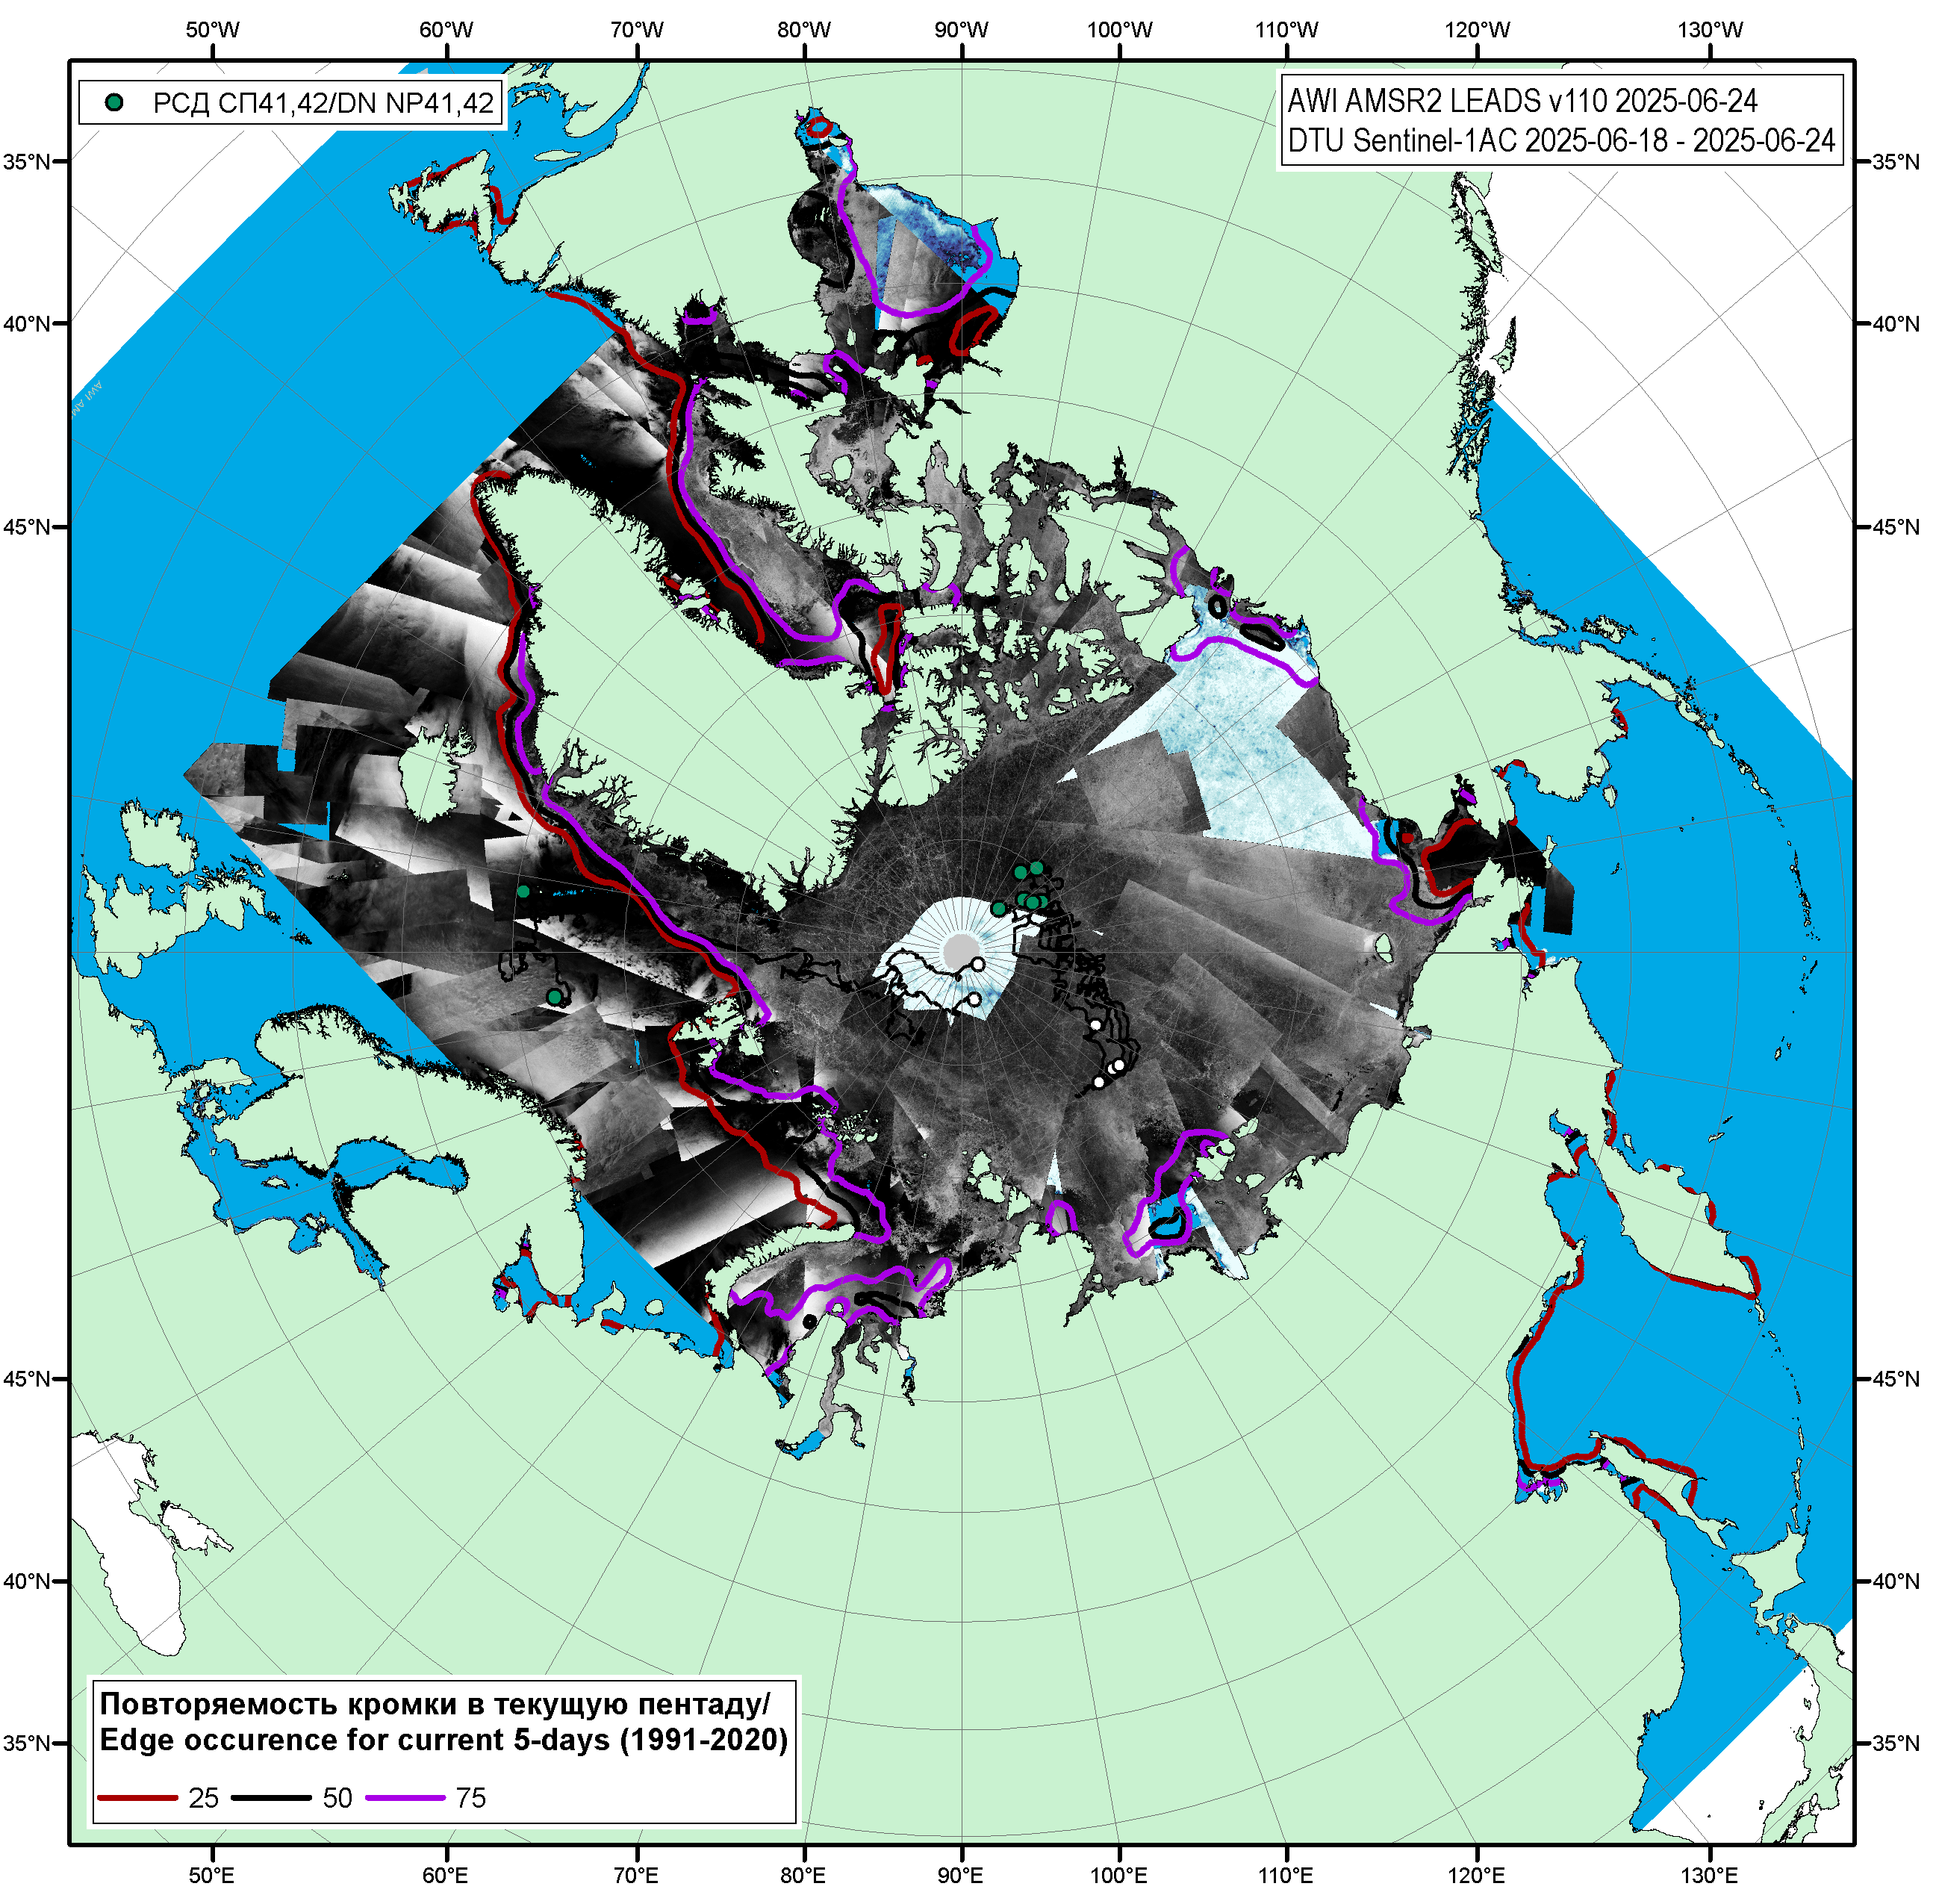 50°W 60°W 70°W 80°W 90°W 100°W 110°W 120°W 130°W
РСД СП41,42/DN NP41,42
AWI AMSR2 LEADS v110 2025-06-24
DTU Sentinel-1AC 2025-06-18 - 2025-06-24
35°N 35°N
40°N 40°N
45°N 45°N
45°N 45°N
40°N 40°N
35°N 35°N
Повторяемость кромки в текущую пентаду/
Edge occurence for current 5-days (1991-2020)
25 50 75
50°E 60°E 70°E 80°E 90°E 100°E 110°E 120°E 130°E